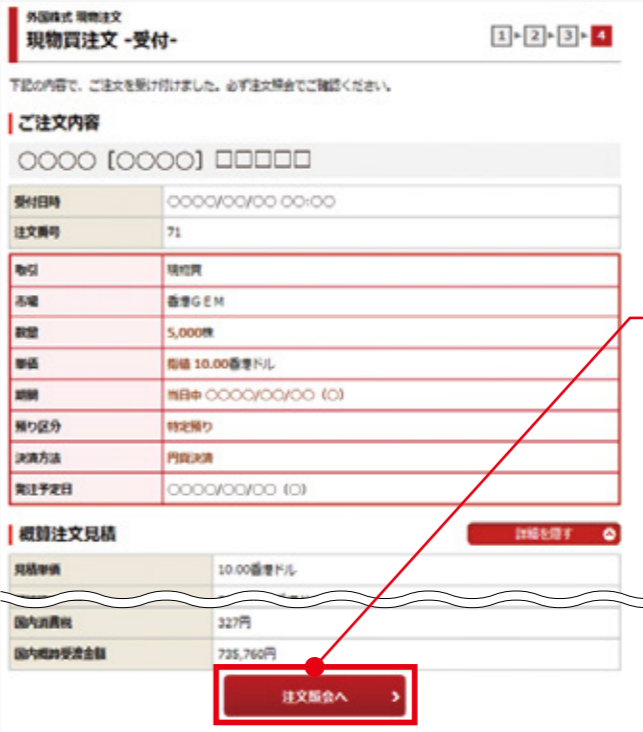 外国株式 現物注文
現物買注文 -受付-
1 2 3 4
下記の内容で、ご注文を受け付けました。必ず注文照会でご確認ください。
ご注文内容
○○○○ [○○○○] □□□□□
受付日時 ○○○○/○○/○○ ○○:○○
注文番号 71
取引 現物買
市場 香港GEM
数量 5,000株
単価 指値 10.00香港ドル
期間 当日中 ○○○○/○○/○○ (○)
預り区分 特定預り
決済方法 円貨決済
発注予定日 ○○○○/○○/○○ (○)
概算注文見積 詳細を隠す
見積単価 10.00香港ドル
国内消費税 327円
国内概算受渡金額 735,760円
注文照会へ